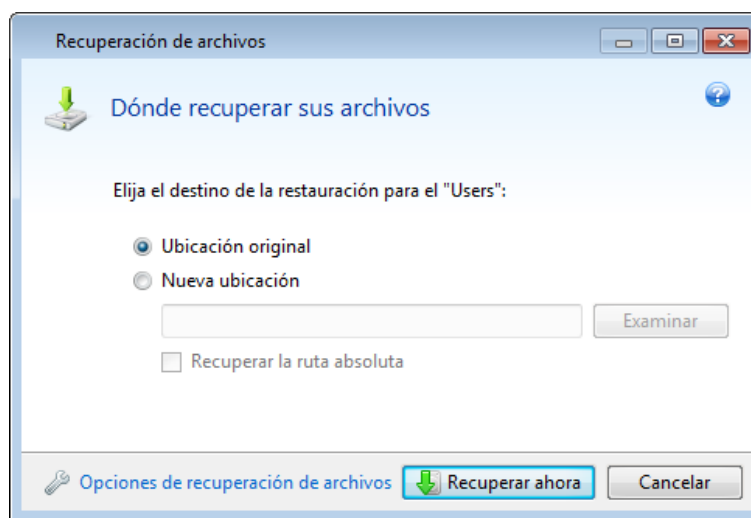 Recuperación de archivos
Dónde recuperar sus archivos
Elija el destino de la restauración para el "Users":
Ubicación original
Nueva ubicación
Examinar
Recuperar la ruta absoluta
Opciones de recuperación de archivos Recuperar ahora Cancelar